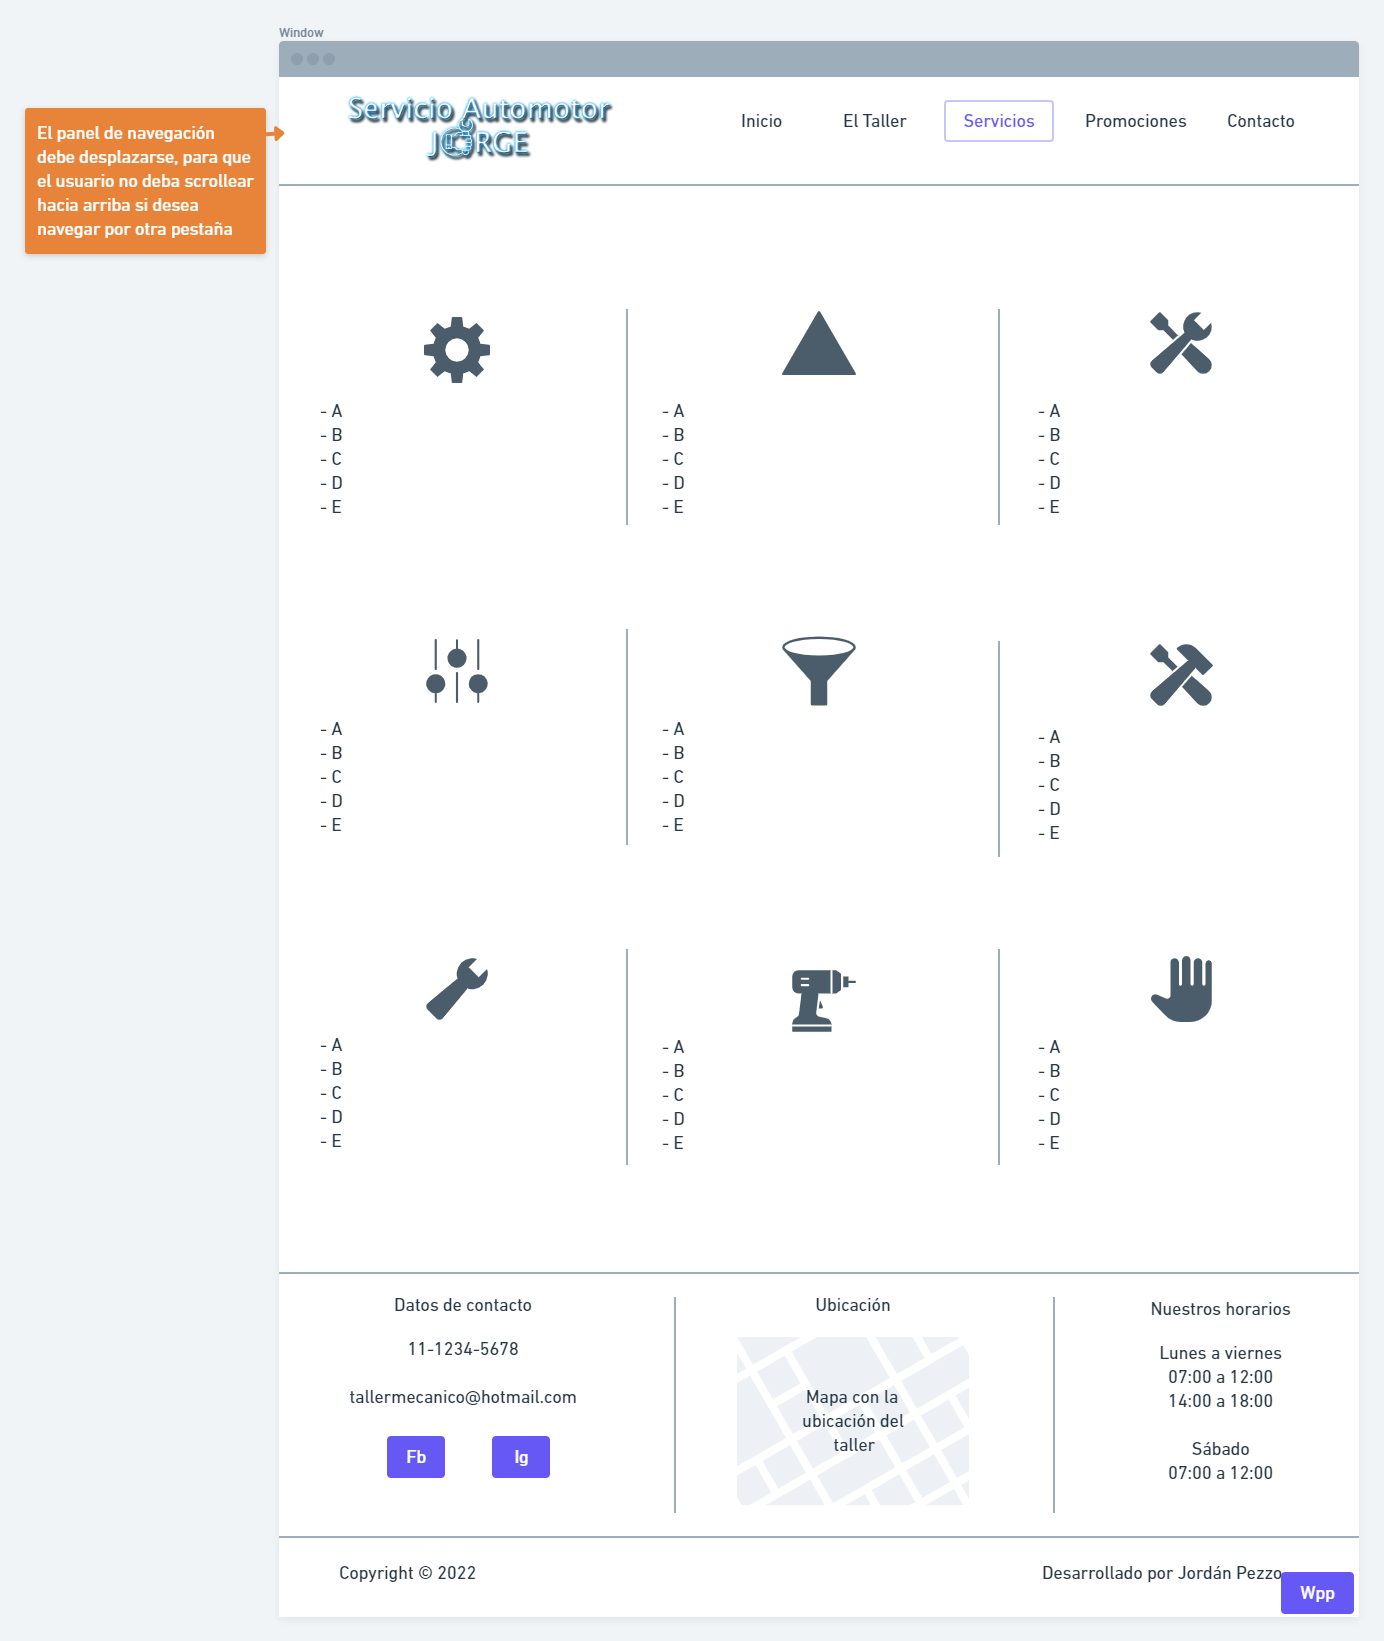 Window
El panel de navegación
debe desplazarse, para que
el usuario no deba scrollear
hacia arriba si desea
navegar por otra pestaña
Servicio Automotor
JORGE
Inicio
El Taller
Servicios
Promociones
Contacto
- A
- B
- C
- D
- E
- A
- B
- C
- D
- E
- A
- B
- C
- D
- E
- A
- B
- C
- D
- E
- A
- B
- C
- D
- E
- A
- B
- C
- D
- E
- A
- B
- C
- D
- E
- A
- B
- C
- D
- E
- A
- B
- C
- D
- E
Datos de contacto
11-1234-5678
tallermecanico@hotmail.com
Fb
Ig
Ubicación
Mapa con la
ubicación del
taller
Nuestros horarios
Lunes a viernes
07:00 a 12:00
14:00 a 18:00
Sábado
07:00 a 12:00
Copyright © 2022
Desarrollado por Jordán Pezzo
Wpp